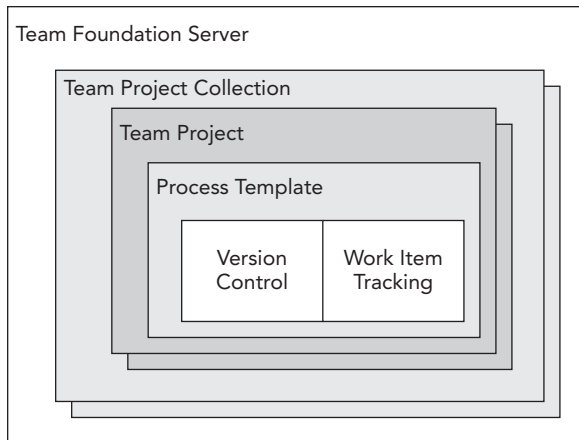 Team Foundation Server
Team Project Collection
Team Project
Process Template
Version
Control
Work Item
Tracking